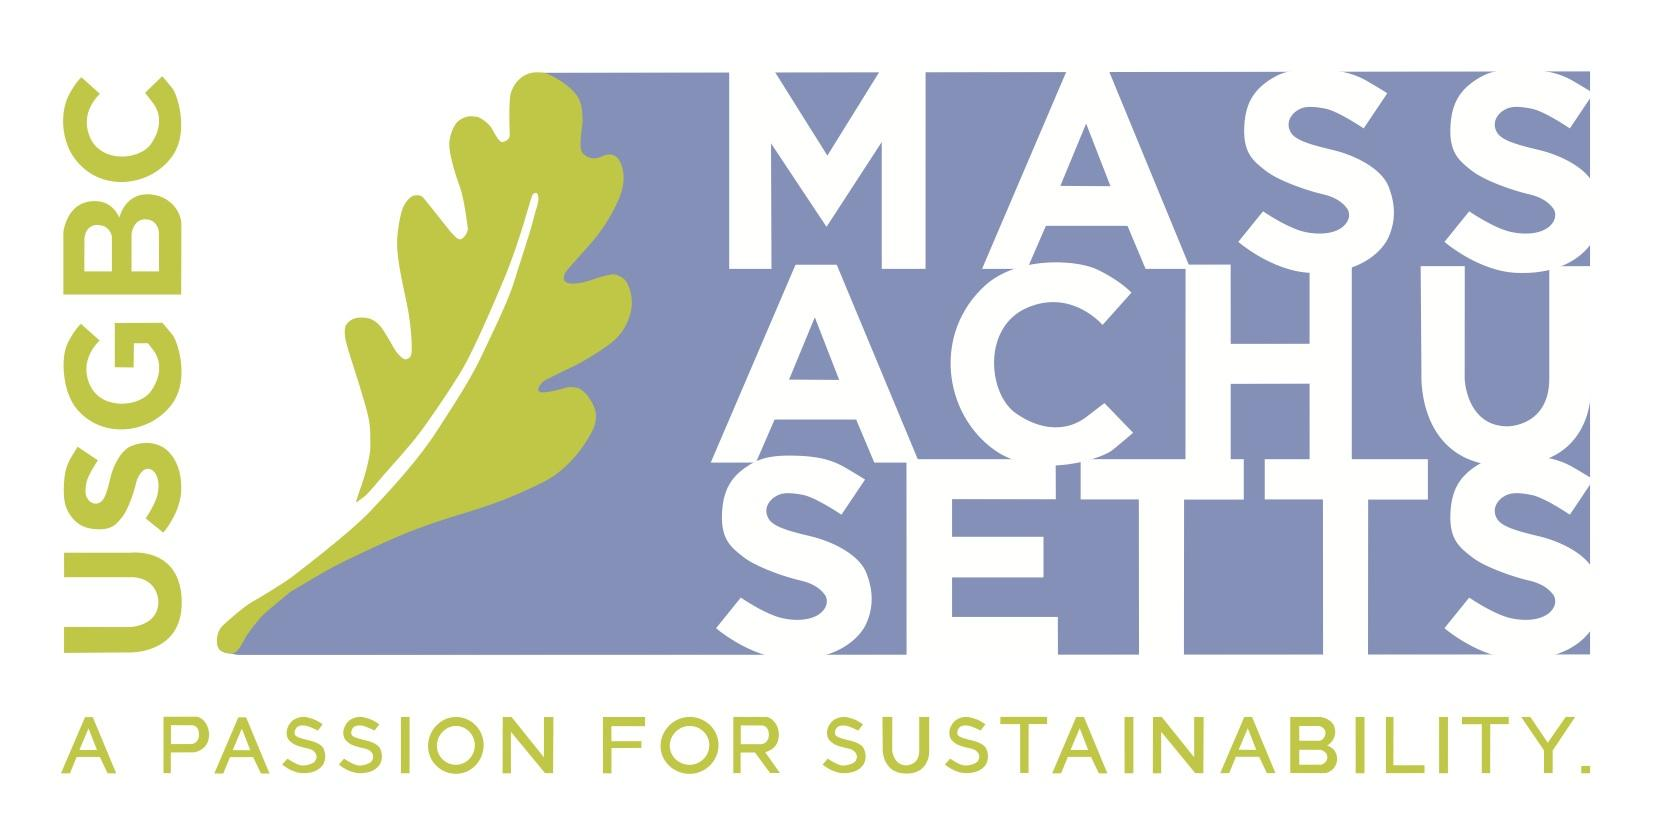 USGBC
MASS
ACHU
SETTS
A PASSION FOR SUSTAINABILITY.